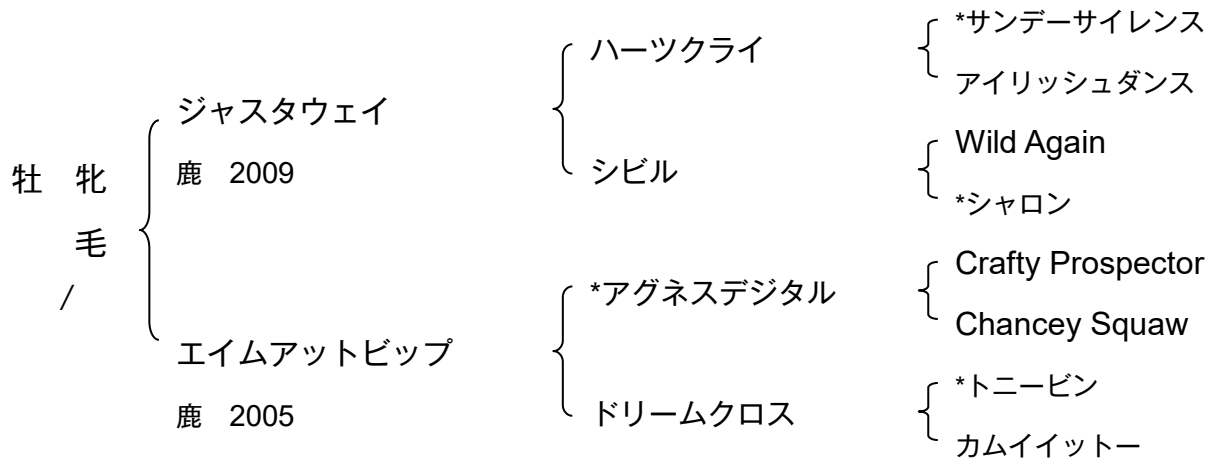 牡 牝
毛
/
ジャスタウェイ
鹿 2009
エイムアットビップ
鹿 2005
ハーツクライ
シビル
*アグネスデジタル
ドリームクロス
*サンデーサイレンス
アイリッシュダンス
Wild Again
*シャロン
Crafty Prospector
Chancey Squaw
*トニービン
カムイイットー